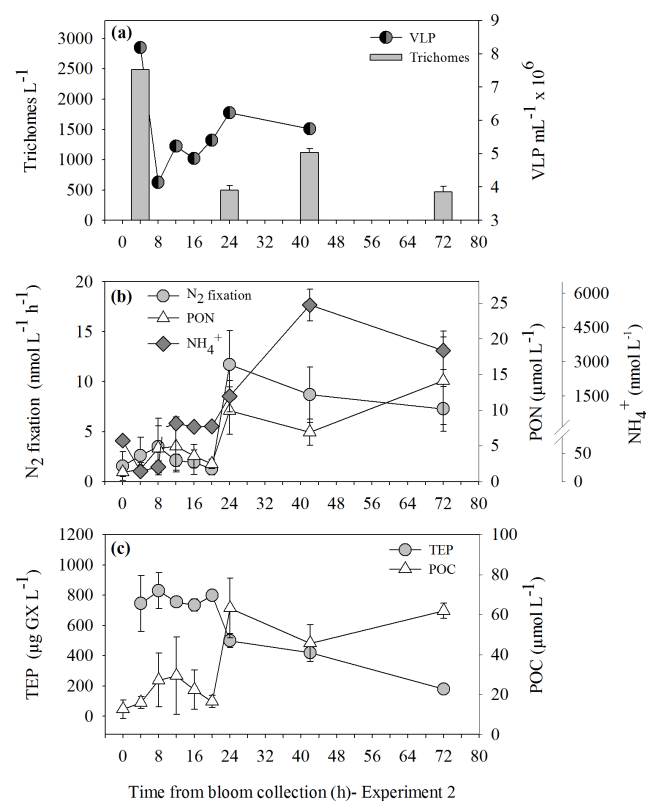 (a)
VLP
Trichomes
Trichomes L⁻¹
3000
2500
2000
1500
1000
500
0
VLP mL⁻¹ x 10⁶
9
8
7
6
5
4
3
0 4 8 16 24 32 40 48 56 64 72 80
(b)
N₂ fixation
PON
NH₄⁺
N₂ fixation (nmol L⁻¹ h⁻¹)
20
15
10
5
0
PON (µmol L⁻¹)
25
20
15
10
5
0
NH₄⁺ (nmol L⁻¹)
6000
4500
3000
1500
50
0
0 4 8 16 24 32 40 48 56 64 72 80
(c)
TEP
POC
TEP (µg GX L⁻¹)
1200
1000
800
600
400
200
0
POC (µmol L⁻¹)
100
80
60
40
20
0
0 8 16 24 32 40 48 56 64 72 80
Time from bloom collection (h)- Experiment 2